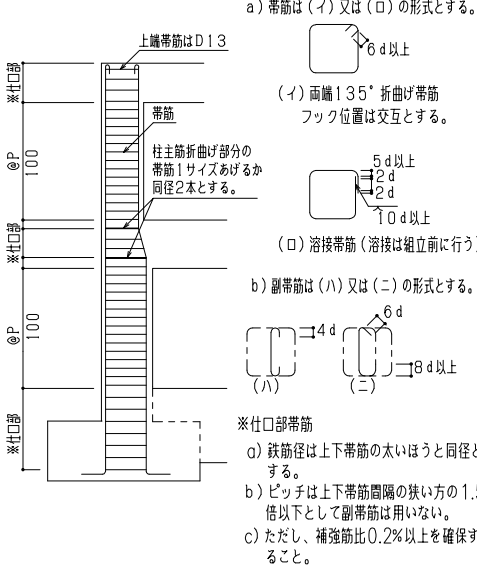 a）帯筋は（イ）又は（ロ）の形式とする。
上端帯筋はD13
6d以上
※仕口部
（イ）両端135°折曲げ帯筋
フック位置は交互とする。
帯筋
柱主筋折曲げ部分の
帯筋1サイズあげるか
同径2本とする。
@P
100
5d以上
2d
2d
10d以上
※仕口部
（ロ）溶接帯筋（溶接は組立前に行う）
b）副帯筋は（ハ）又は（ニ）の形式とする。
@P
100
4d
6d
8d以上
（ハ）
（ニ）
※仕口部
※仕口部帯筋
a）鉄筋径は上下帯筋の太いほうと同径と
する。
b）ピッチは上下帯筋間隔の狭い方の1.5
倍以下として副帯筋は用いない。
c）ただし、補強筋比0.2%以上を確保す
ること。